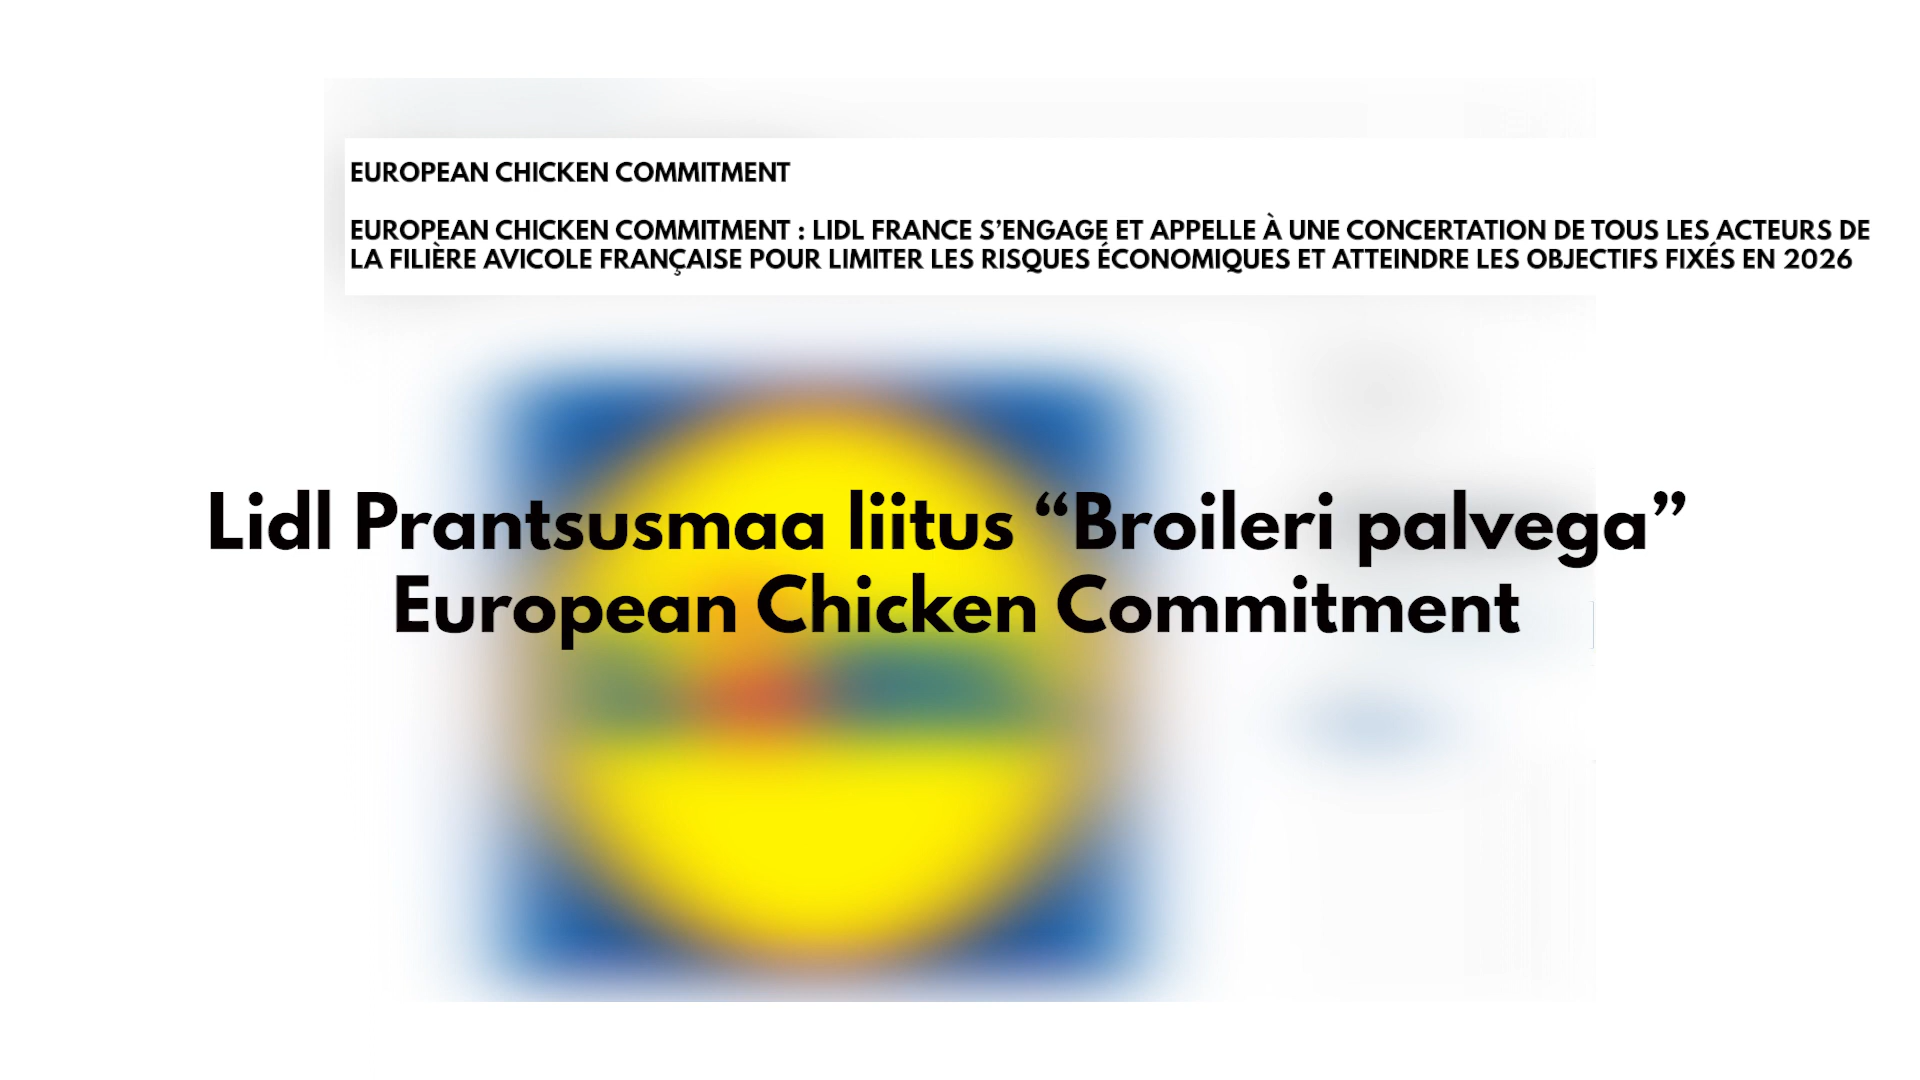 EUROPEAN CHICKEN COMMITMENT
EUROPEAN CHICKEN COMMITMENT : LIDL FRANCE S’ENGAGE ET APPELLE À UNE CONCERTATION DE TOUS LES ACTEURS DE
LA FILIÈRE AVICOLE FRANÇAISE POUR LIMITER LES RISQUES ÉCONOMIQUES ET ATTEINDRE LES OBJECTIFS FIXÉS EN 2026
Lidl Prantsusmaa liitus “Broileri palvega”
European Chicken Commitment